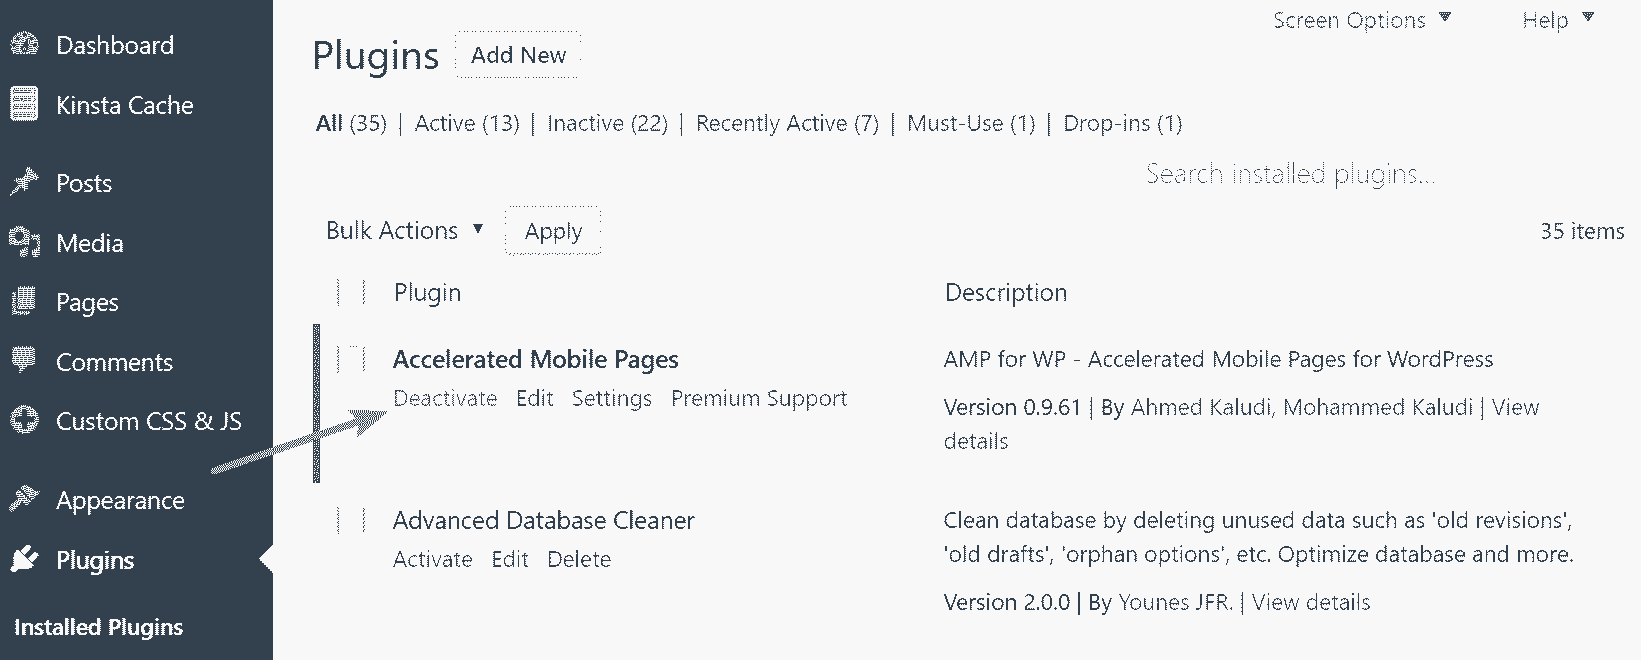 Dashboard
Kinsta Cache
Posts
Media
Pages
Comments
Custom CSS & JS
Appearance
Plugins
Installed Plugins
Screen Options ▼ Help ▼
Plugins Add New
All (35) | Active (13) | Inactive (22) | Recently Active (7) | Must-Use (1) | Drop-ins (1)
Search installed plugins...
Bulk Actions ▼ Apply 35 items
Plugin Description
Accelerated Mobile Pages
Deactivate Edit Settings Premium Support
AMP for WP - Accelerated Mobile Pages for WordPress
Version 0.9.61 | By Ahmed Kaludi, Mohammed Kaludi | View
details
Advanced Database Cleaner
Activate Edit Delete
Clean database by deleting unused data such as 'old revisions',
'old drafts', 'orphan options', etc. Optimize database and more.
Version 2.0.0 | By Younes JFR. | View details